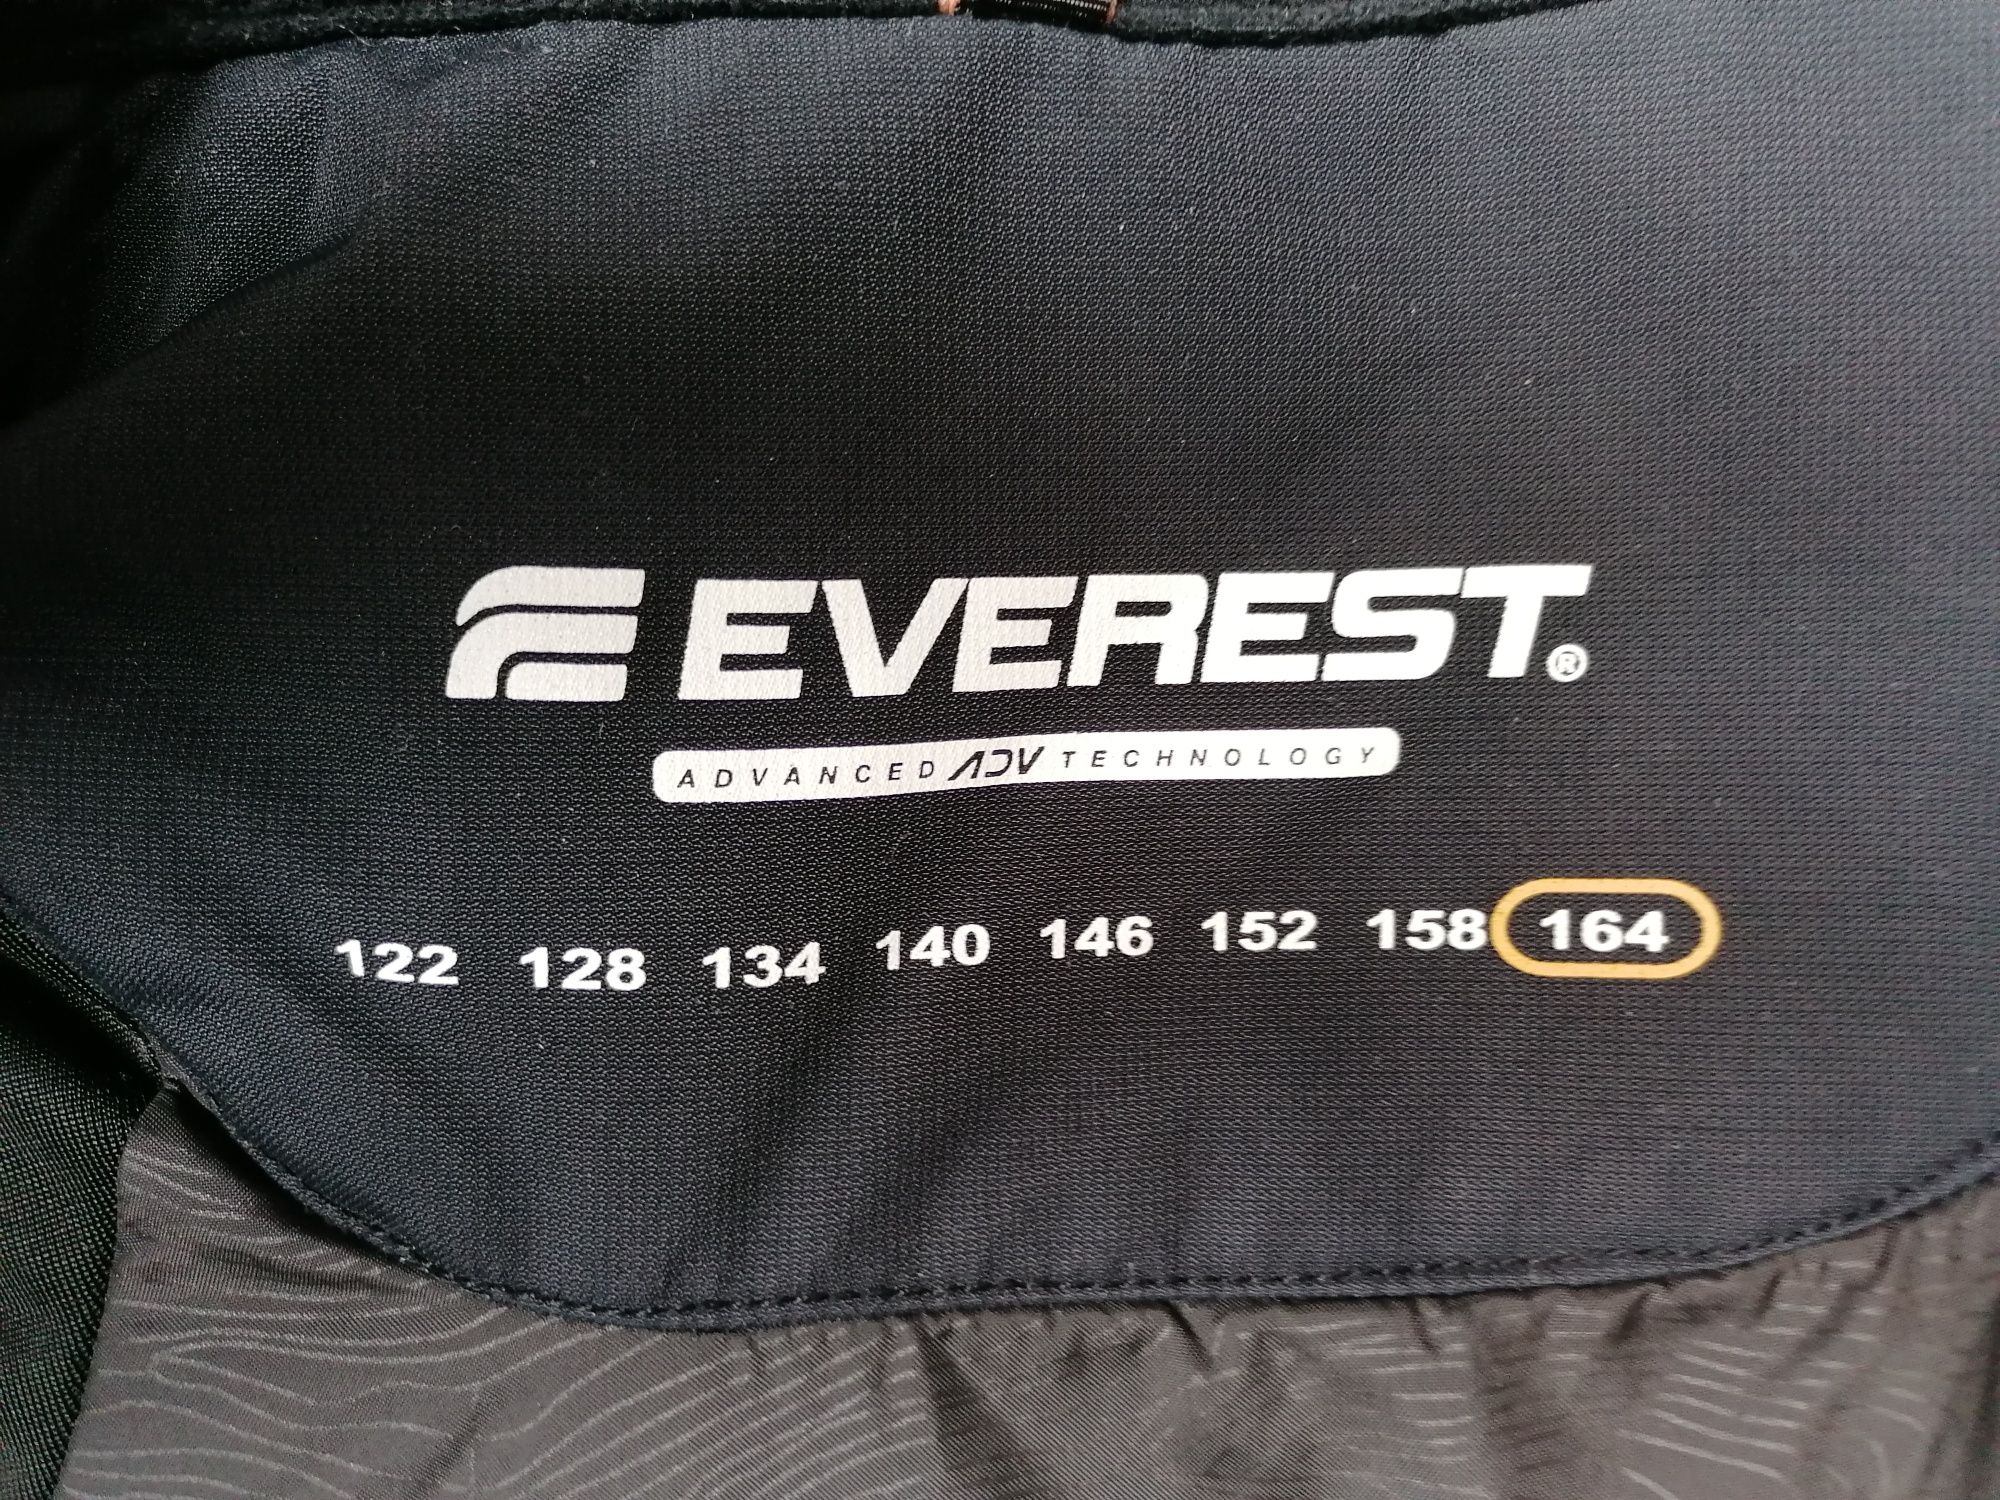 EVEREST®
ADVANCED ADV TECHNOLOGY
122 128 134 140 146 152 158 164